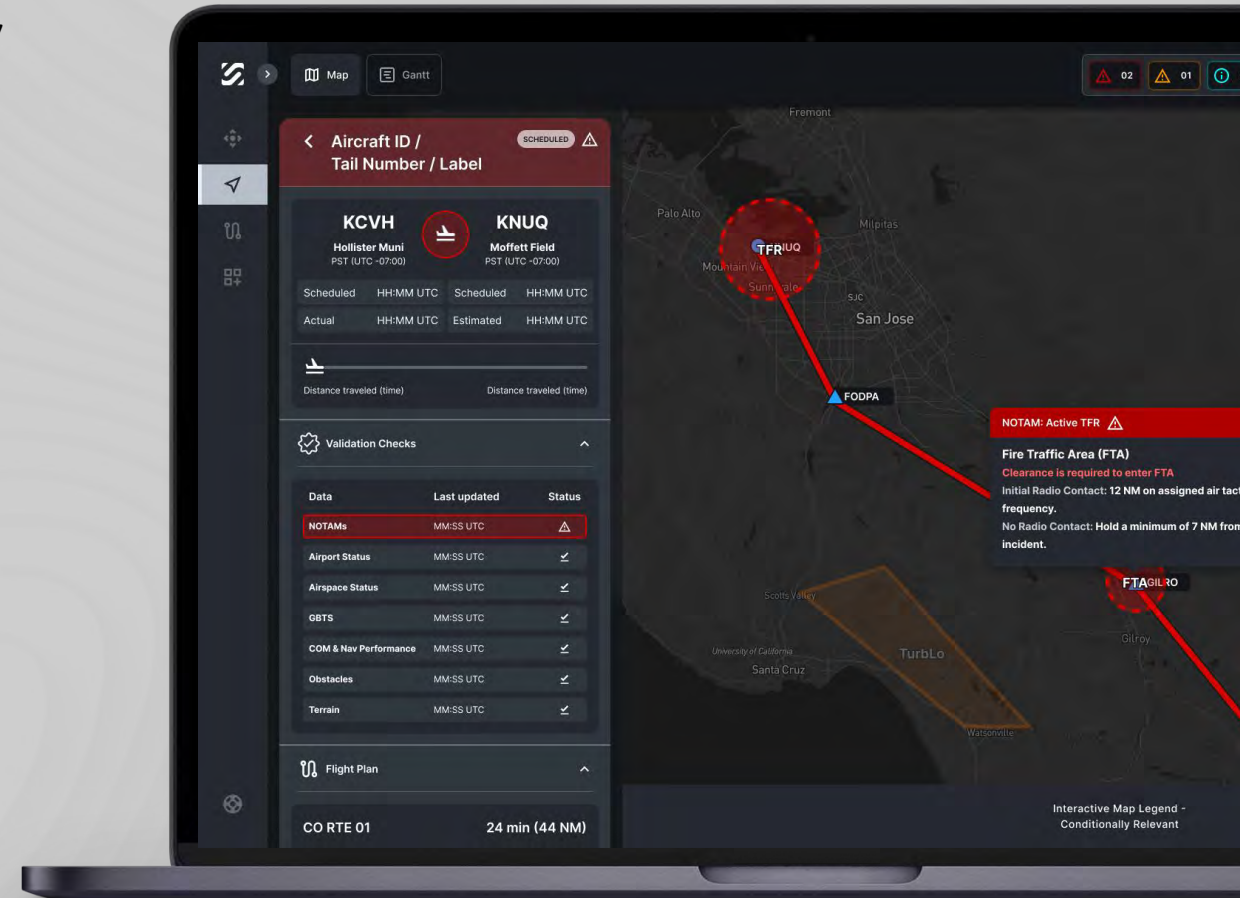 Map
Gantt
02
01
Aircraft ID /
Tail Number / Label
SCHEDULED
KCVH
Hollister Muni
PST (UTC -07:00)
KNUQ
Moffett Field
PST (UTC -07:00)
Scheduled HH:MM UTC Scheduled HH:MM UTC
Actual HH:MM UTC Estimated HH:MM UTC
Distance traveled (time) Distance traveled (time)
Validation Checks
Data Last updated Status
NOTAMs MM:SS UTC
Airport Status MM:SS UTC
Airspace Status MM:SS UTC
GBTS MM:SS UTC
COM & Nav Performance MM:SS UTC
Obstacles MM:SS UTC
Terrain MM:SS UTC
Flight Plan
CO RTE 01 24 min (44 NM)
Fremont
Palo Alto
Milpitas
TFR
Mountain
SJC
San Jose
FODPA
NOTAM: Active TFR
Fire Traffic Area (FTA)
Clearance is required to enter FTA
Initial Radio Contact: 12 NM on assigned air tact
frequency.
No Radio Contact: Hold a minimum of 7 NM from
incident.
FTA GILRO
Gilroy
Scotts Valley
University of California
Santa Cruz
TurbLo
Watsonville
Interactive Map Legend -
Conditionally Relevant